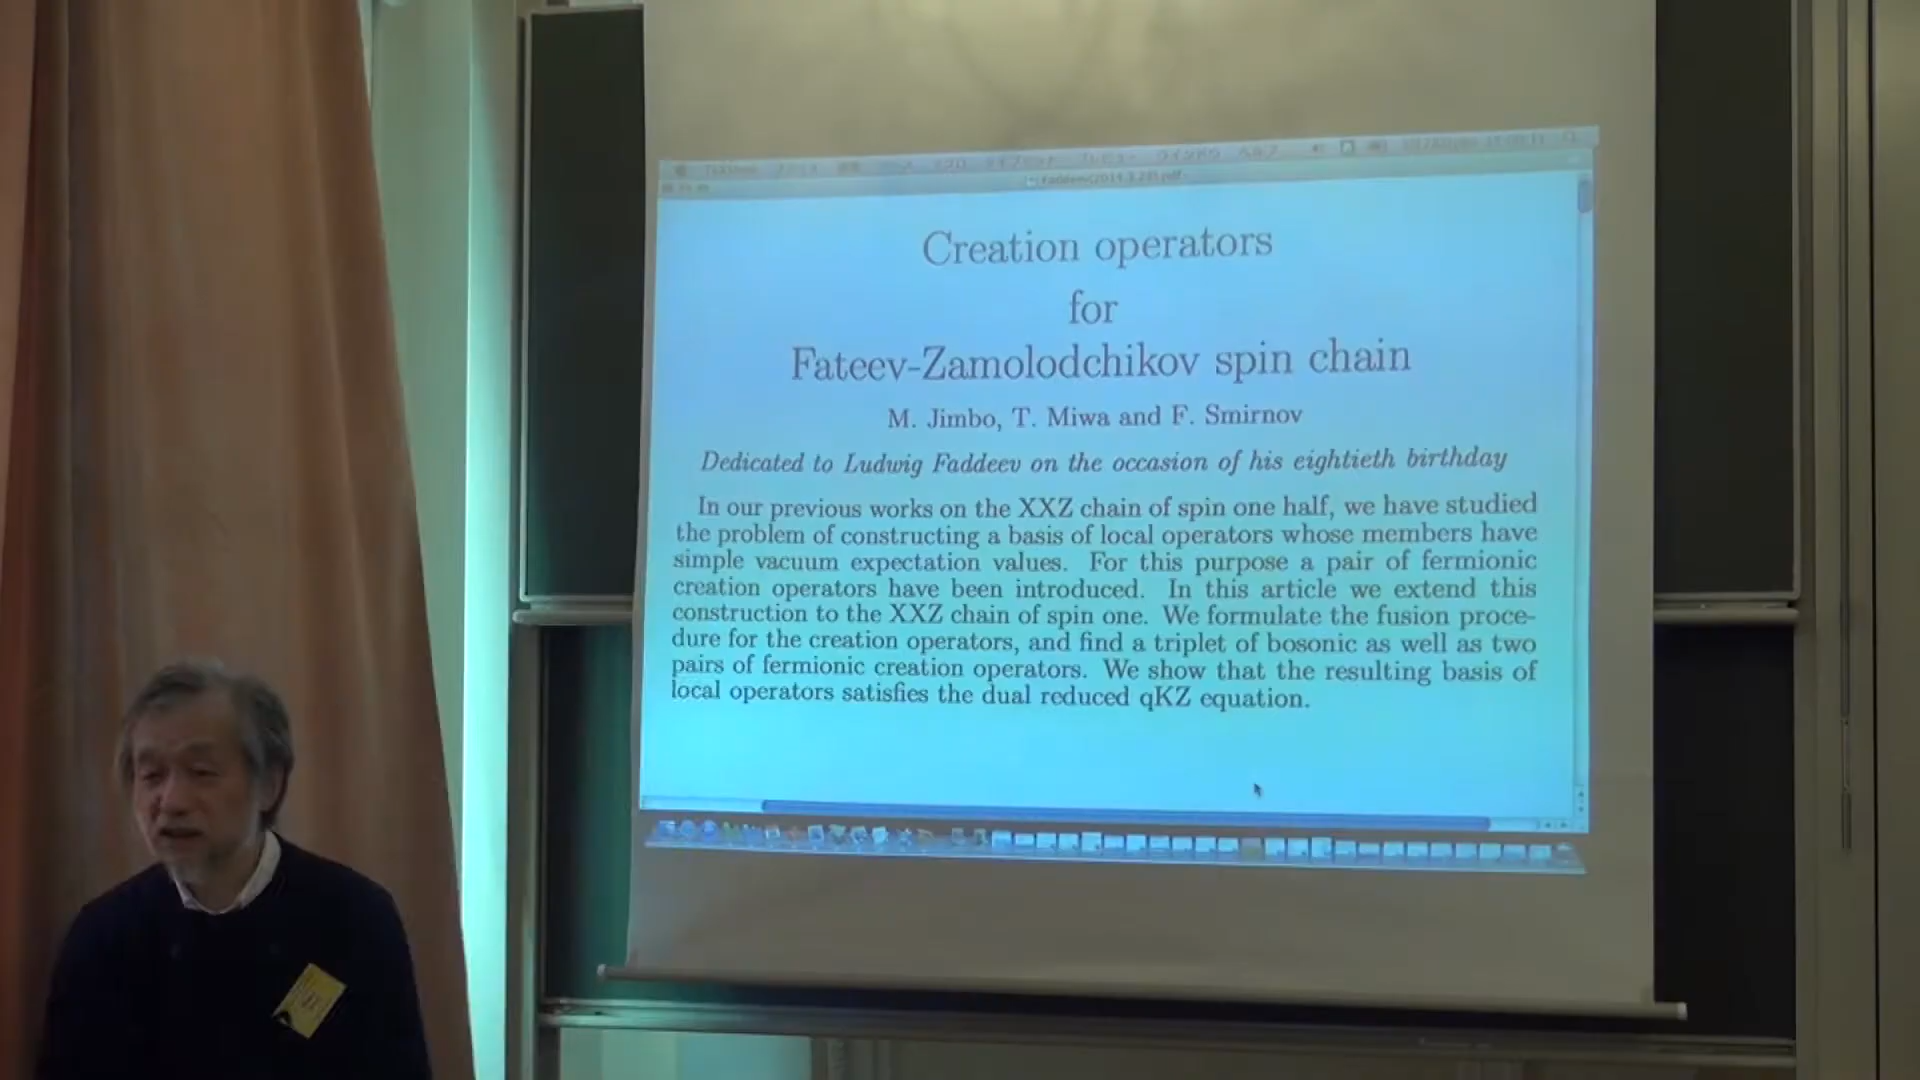 Creation operators
for
Fateev-Zamolodchikov spin chain
M. Jimbo, T. Miwa and F. Smirnov
Dedicated to Ludwig Faddeev on the occasion of his eightieth birthday
In our previous works on the XXZ chain of spin one half, we have studied
the problem of constructing a basis of local operators whose members have
simple vacuum expectation values. For this purpose a pair of fermionic
creation operators have been introduced. In this article we extend this
construction to the XXZ chain of spin one. We formulate the fusion proce-
dure for the creation operators, and find a triplet of bosonic as well as two
pairs of fermionic creation operators. We show that the resulting basis of
local operators satisfies the dual reduced qKZ equation.